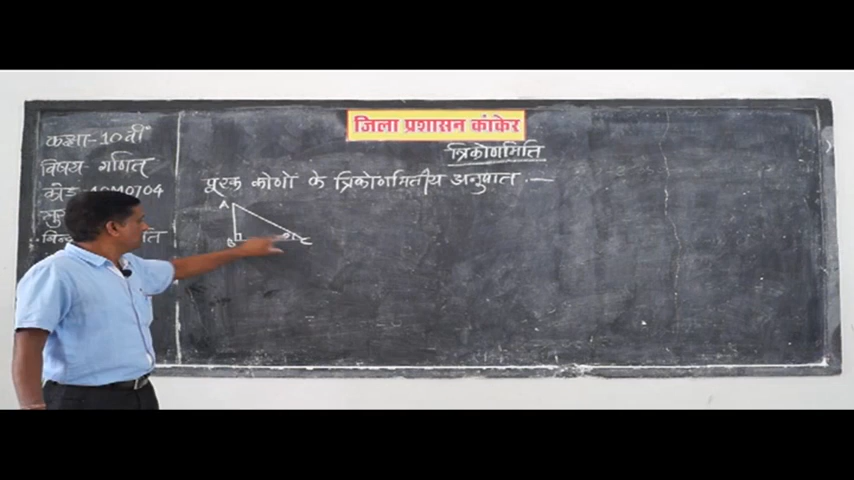 जिला प्रशासन कांकेर
कक्षा-10वीं
विषय-गणित
त्रिकोणमिति
पूरक कोणों के त्रिकोणमितीय अनुपात .—
A
B
C